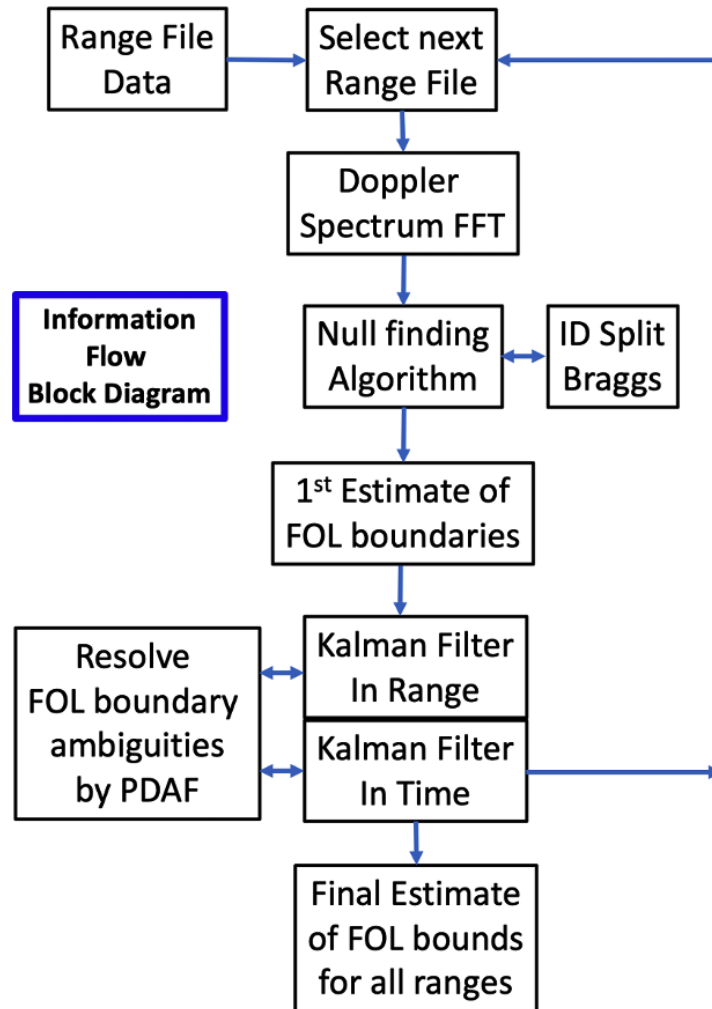 Range File
Data
Select next
Range File
Doppler
Spectrum FFT
Information
Flow
Block Diagram
Null finding
Algorithm
ID Split
Braggs
1st Estimate of
FOL boundaries
Resolve
FOL boundary
ambiguities
by PDAF
Kalman Filter
In Range
Kalman Filter
In Time
Final Estimate
of FOL bounds
for all ranges